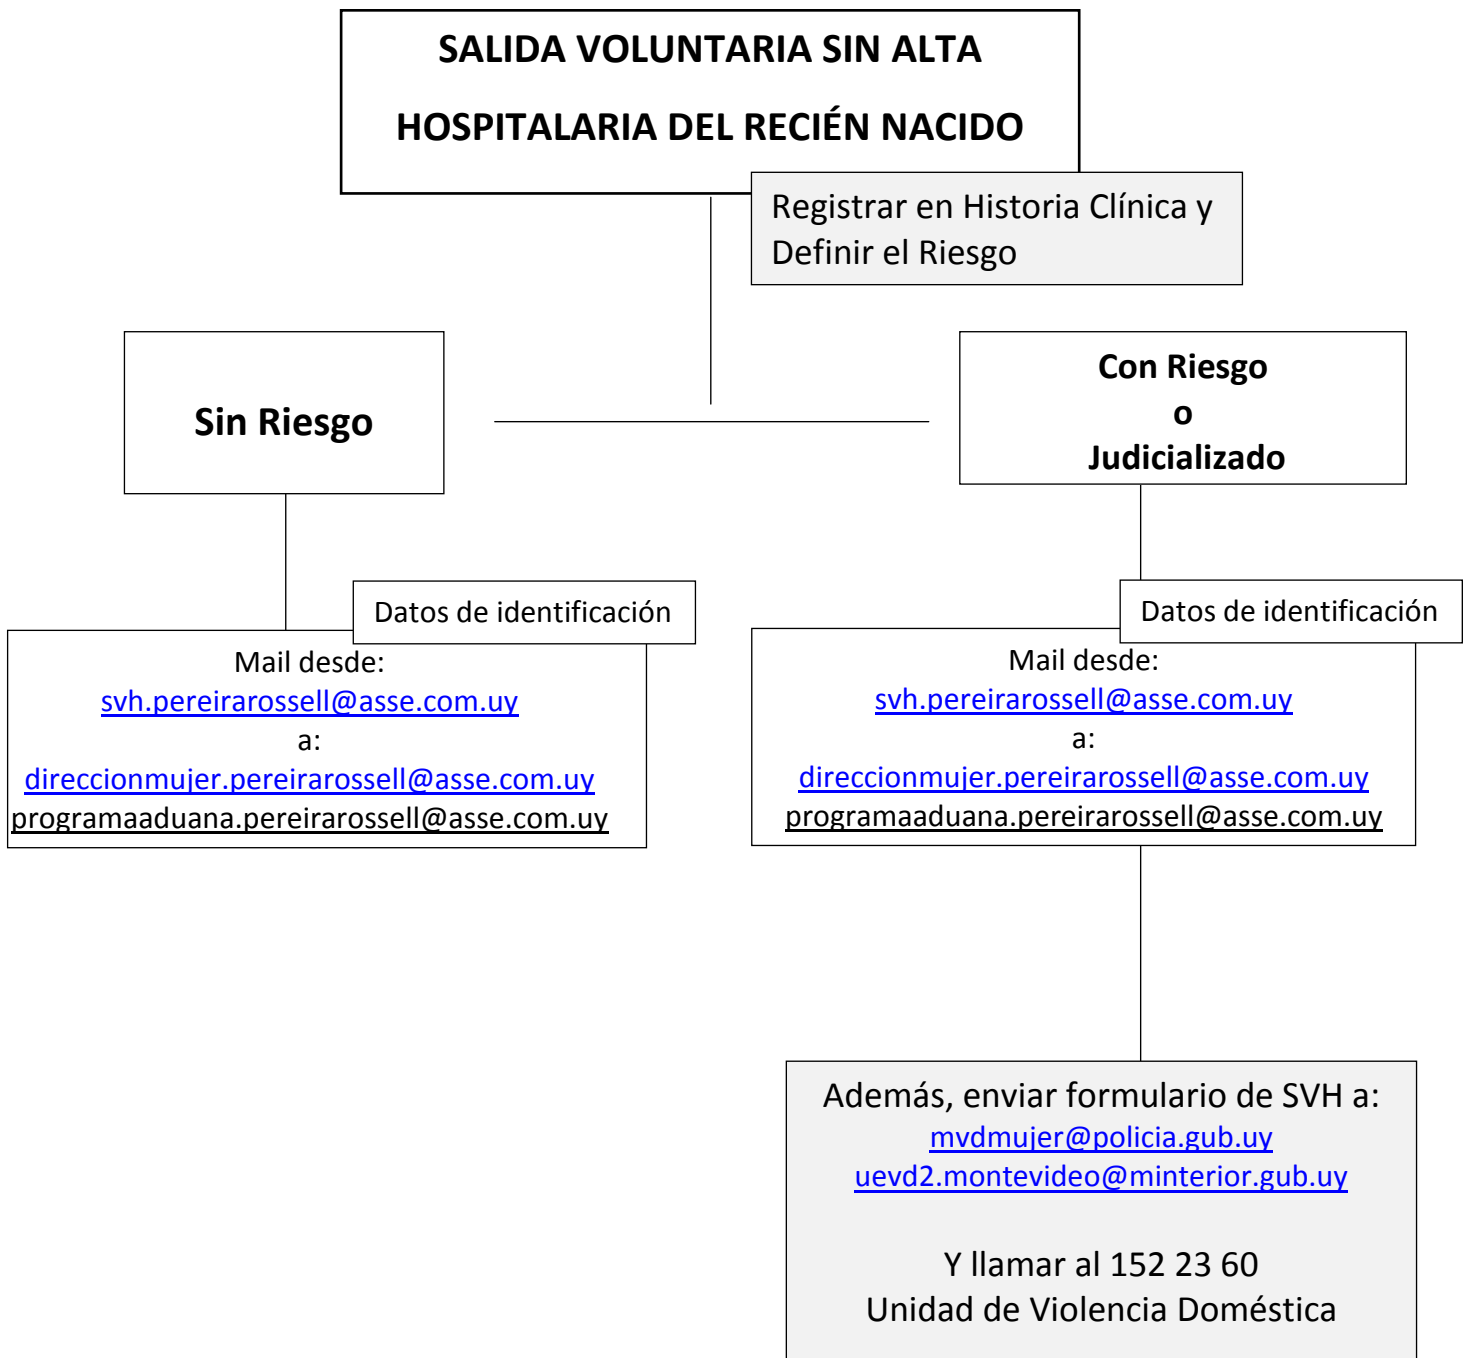 SALIDA VOLUNTARIA SIN ALTA
HOSPITALARIA DEL RECIÉN NACIDO
Registrar en Historia Clínica y
Definir el Riesgo
Sin Riesgo
Con Riesgo
o
Judicializado
Datos de identificación
Mail desde:
svh.pereirarossell@asse.com.uy
a:
direccionmujer.pereirarossell@asse.com.uy
programaaduana.pereirarossell@asse.com.uy
Datos de identificación
Mail desde:
svh.pereirarossell@asse.com.uy
a:
direccionmujer.pereirarossell@asse.com.uy
programaaduana.pereirarossell@asse.com.uy
Además, enviar formulario de SVH a:
mvdmujer@policia.gub.uy
uevd2.montevideo@minterior.gub.uy
Y llamar al 152 23 60
Unidad de Violencia Doméstica